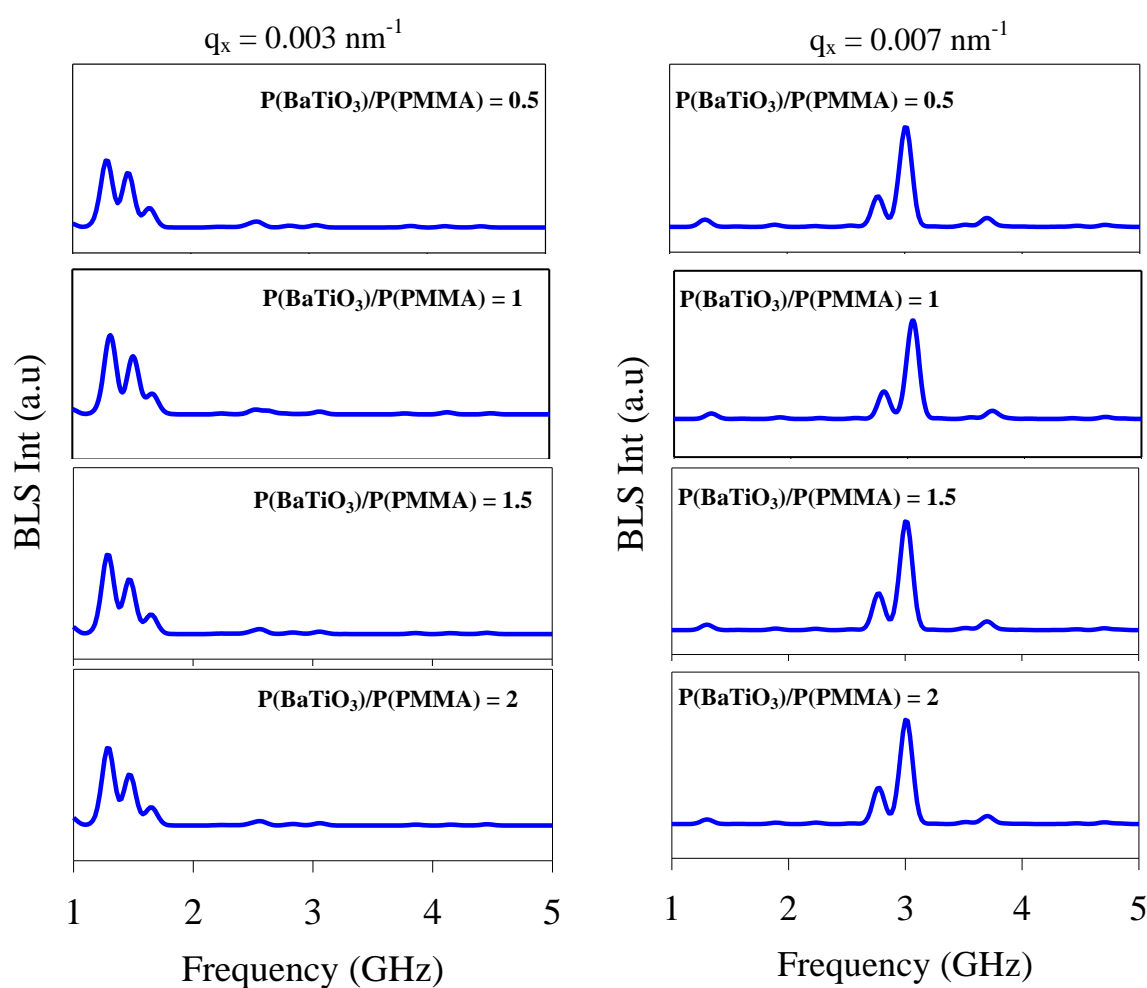 qₓ = 0.003 nm⁻¹
P(BaTiO₃)/P(PMMA) = 0.5
P(BaTiO₃)/P(PMMA) = 1
P(BaTiO₃)/P(PMMA) = 1.5
P(BaTiO₃)/P(PMMA) = 2
BLS Int (a.u)
1 2 3 4 5
Frequency (GHz)
qₓ = 0.007 nm⁻¹
P(BaTiO₃)/P(PMMA) = 0.5
P(BaTiO₃)/P(PMMA) = 1
P(BaTiO₃)/P(PMMA) = 1.5
P(BaTiO₃)/P(PMMA) = 2
BLS Int (a.u)
1 2 3 4 5
Frequency (GHz)